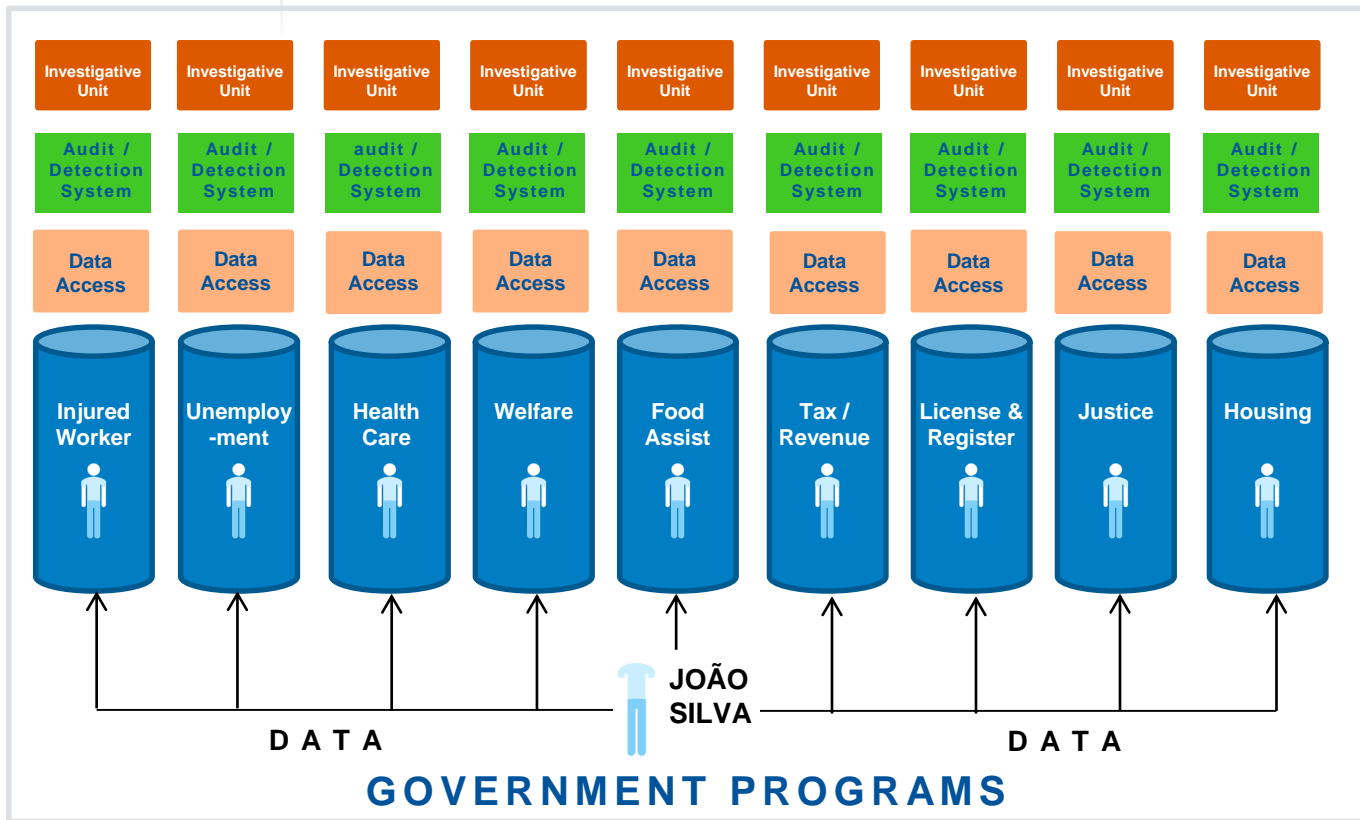 Investigative
Unit
Investigative
Unit
Investigative
Unit
Investigative
Unit
Investigative
Unit
Investigative
Unit
Investigative
Unit
Investigative
Unit
Investigative
Unit
Audit /
Detection
System
Audit /
Detection
System
audit /
Detection
System
Audit /
Detection
System
Audit /
Detection
System
Audit /
Detection
System
Audit /
Detection
System
Audit /
Detection
System
Audit /
Detection
System
Data
Access
Data
Access
Data
Access
Data
Access
Data
Access
Data
Access
Data
Access
Data
Access
Data
Access
Injured
Worker
Unemploy
-ment
Health
Care
Welfare
Food
Assist
Tax /
Revenue
License &
Register
Justice
Housing
JOÃO
SILVA
DATA
DATA
GOVERNMENT PROGRAMS